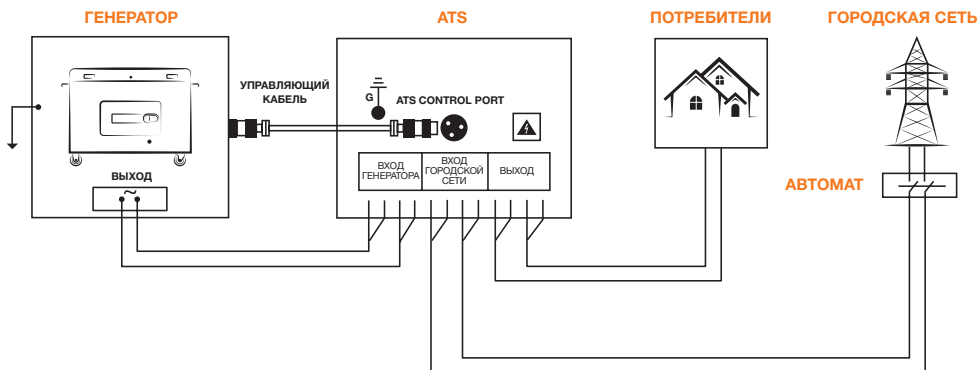 ГЕНЕРАТОР
ATS
ПОТРЕБИТЕЛИ
ГОРОДСКАЯ СЕТЬ
УПРАВЛЯЮЩИЙ
КАБЕЛЬ
G
ATS CONTROL PORT
ВХОД
ГЕНЕРАТОРА
ВХОД
ГОРОДСКОЙ
СЕТИ
ВЫХОД
ВЫХОД
~
АВТОМАТ